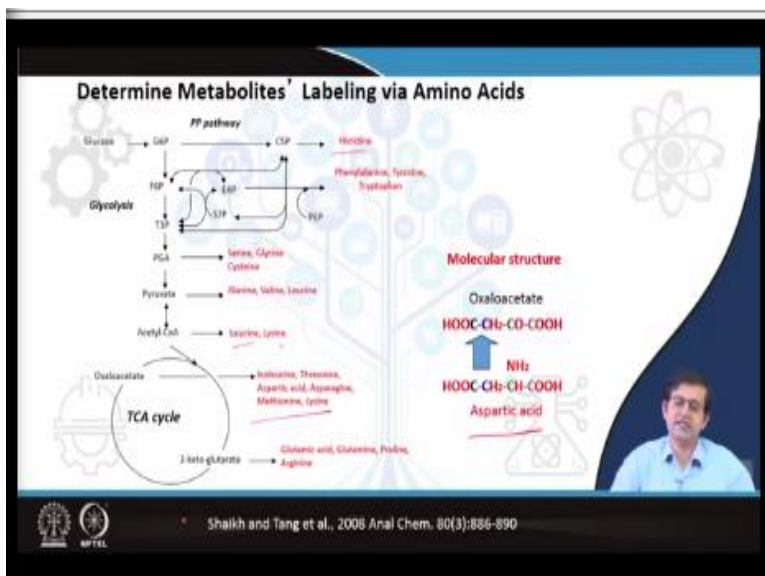 Determine Metabolites' Labeling via Amino Acids
PP pathway
Glucose
G6P
C5P
Histidine
Phenylalanine, Tyrosine,
Tryptophan
F6P
E4P
Glycolysis
S7P
PEP
T3P
PGA
Serine, Glycine
Cysteine
Pyruvate
Alanine, Valine, Leucine
Acetyl-CoA
Leucine, Lysine
Oxaloacetate
Isoleucine, Threonine,
Aspartic acid, Asparagine,
Methionine, Lysine
TCA cycle
2-keto-glutarate
Glutamic acid, Glutamine, Proline,
Arginine
Molecular structure
Oxaloacetate
HOOC-CH2-CO-COOH
NH2
HOOC-CH2-CH-COOH
Aspartic acid
Shaikh and Tang et al., 2008 Anal Chem. 80(3):886-890
NPTEL